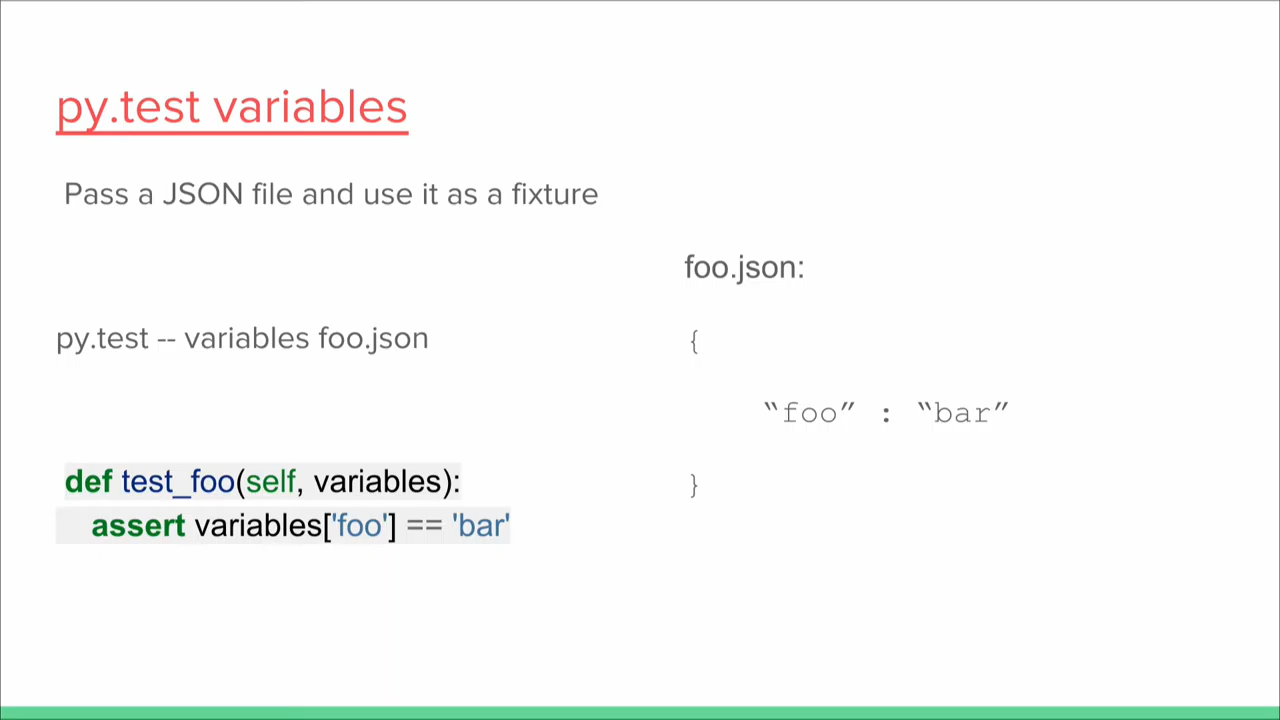 py.test variables
Pass a JSON file and use it as a fixture
foo.json:
py.test -- variables foo.json
{
“foo” : “bar”
def test_foo(self, variables):
}
assert variables['foo'] == 'bar'